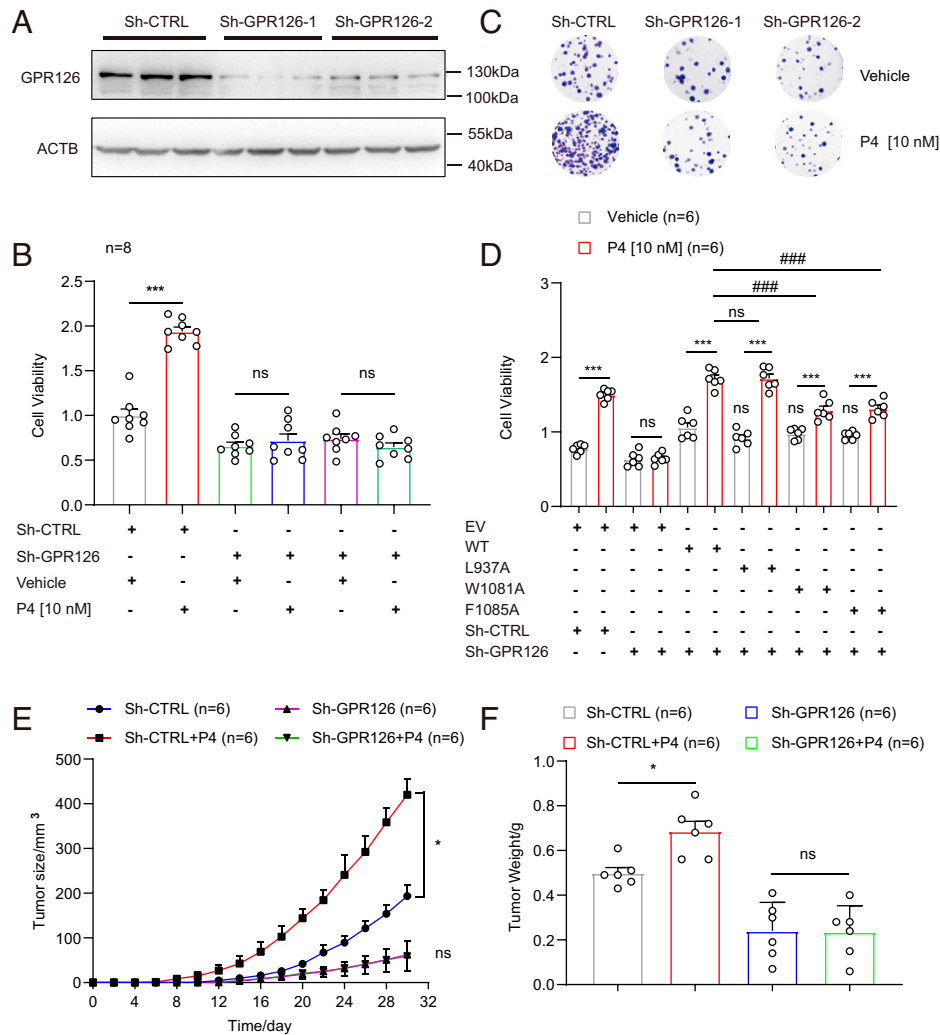 A
Sh-CTRL Sh-GPR126-1 Sh-GPR126-2
GPR126
130kDa
100kDa
ACTB
55kDa
40kDa
C
Sh-CTRL Sh-GPR126-1 Sh-GPR126-2
Vehicle
P4 [10 nM]
B
n=8
Cell Viability
2.5
2.0
1.5
1.0
0.5
0.0
***
ns
ns
Sh-CTRL + + - - - -
Sh-GPR126 - - + + + +
Vehicle + - + - + -
P4 [10 nM] - + - + - +
Vehicle (n=6)
P4 [10 nM] (n=6)
D
Cell Viability
3
2
1
0
###
###
ns
*** ns *** ns *** ns *** ns ***
EV + + + + - - - - - - - -
WT - - - - + + - - - - - -
L937A - - - - - - + + - - - -
W1081A - - - - - - - - + + - -
F1085A - - - - - - - - - - + +
Sh-CTRL + + - - - - - - - - - -
Sh-GPR126 - - + + + + + + + + + +
E
Sh-CTRL (n=6) Sh-GPR126 (n=6)
Sh-CTRL+P4 (n=6) Sh-GPR126+P4 (n=6)
Tumor size/mm³
500
400
300
200
100
0
*
ns
0 4 8 12 16 20 24 28 32
Time/day
F
Sh-CTRL (n=6) Sh-GPR126 (n=6)
Sh-CTRL+P4 (n=6) Sh-GPR126+P4 (n=6)
Tumor Weight/g
1.0
0.8
0.6
0.4
0.2
0.0
*
ns